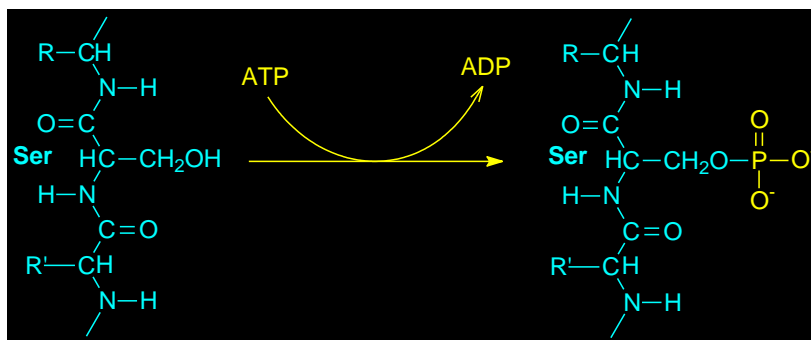 R–CH
N–H
O=C
Ser HC–CH₂OH
H–N
C=O
R'–CH
N–H
ATP
ADP
R–CH
N–H
O=C
O
Ser HC–CH₂O–P–O
O⁻
H–N
C=O
R'–CH
N–H